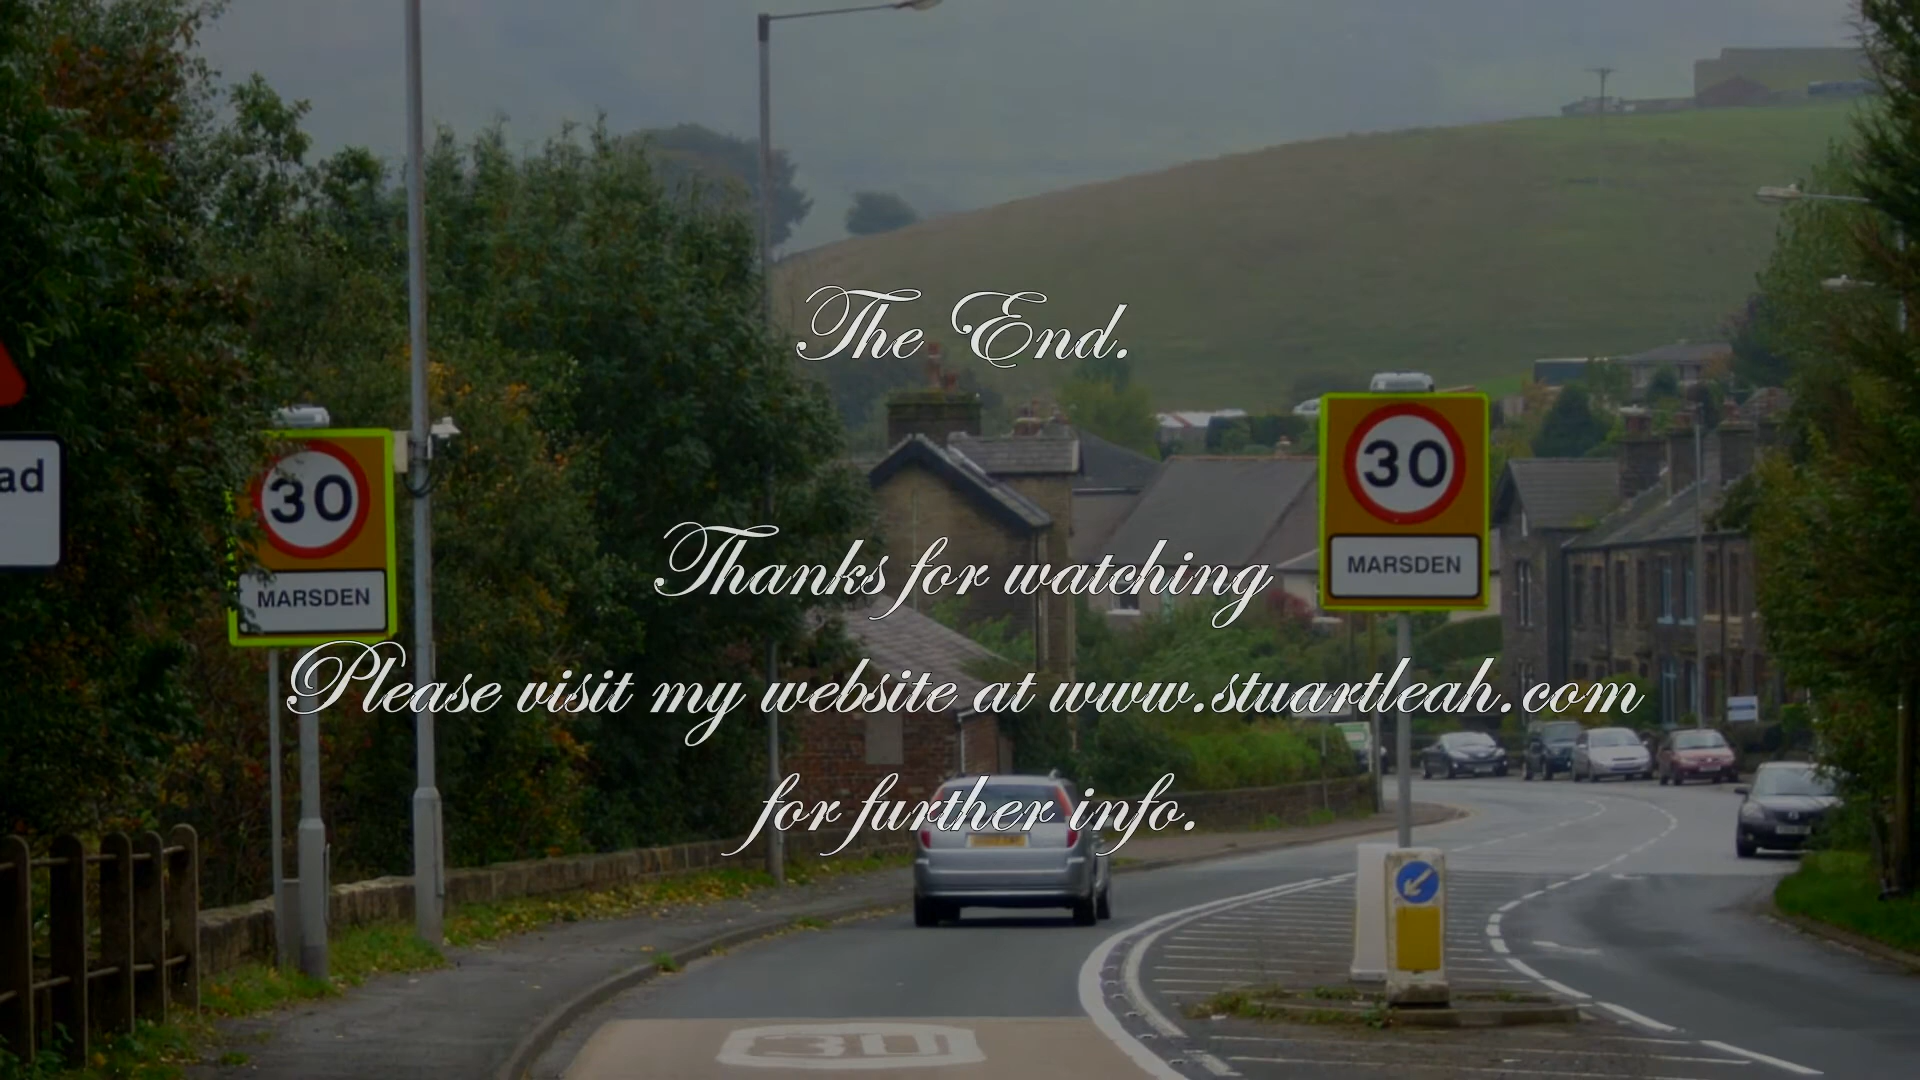 The End.
ad
30
30
MARSDEN
MARSDEN
Thanks for watching
Please visit my website at www.stuartleah.com
for further info.
30